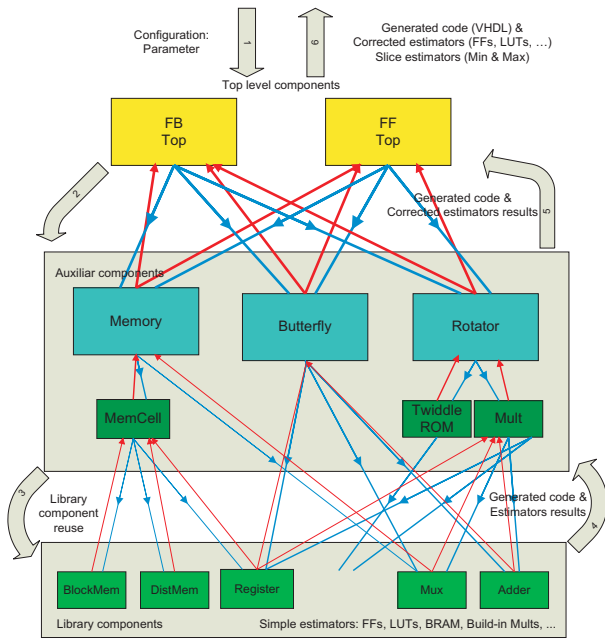 Configuration:
Parameter
1
6
Generated code (VHDL) &
Corrected estimators (FFs, LUTs, ...)
Slice estimators (Min & Max)
Top level components
FB
Top
FF
Top
2
Generated code &
Corrected estimators results
5
Auxiliar components
Memory
Butterfly
Rotator
MemCell
Twiddle
ROM
Mult
3
Library
component
reuse
Generated code &
Estimators results
4
BlockMem
DistMem
Register
Mux
Adder
Library components
Simple estimators: FFs, LUTs, BRAM, Build-in Mults, ...